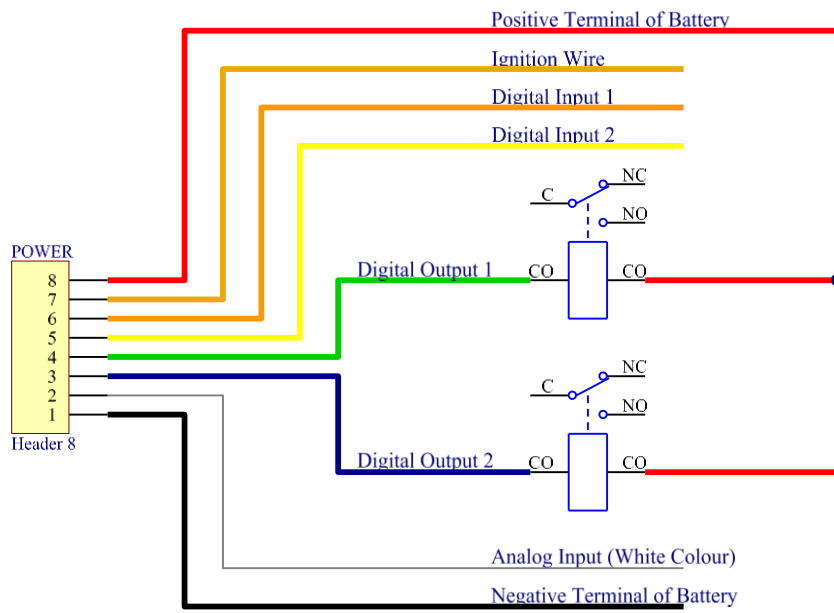 Positive Terminal of Battery
Ignition Wire
Digital Input 1
Digital Input 2
NC
C
NO
POWER
Digital Output 1
CO
CO
8
7
6
5
4
3
2
1
Header 8
NC
C
NO
Digital Output 2
CO
CO
Analog Input (White Colour)
Negative Terminal of Battery